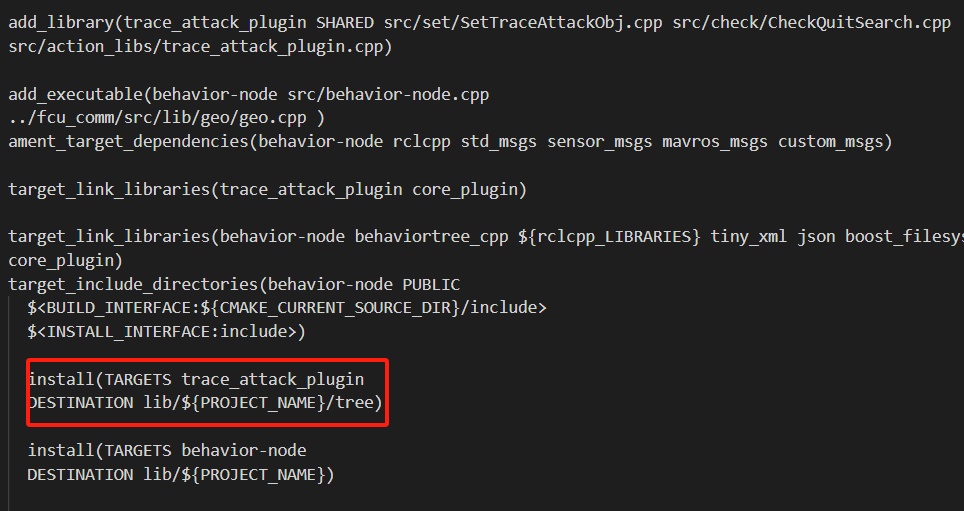 add_library(trace_attack_plugin SHARED src/set/SetTraceAttackObj.cpp src/check/CheckQuitSearch.cpp
src/action_libs/trace_attack_plugin.cpp)
add_executable(behavior-node src/behavior-node.cpp
../fcu_comm/src/lib/geo/geo.cpp )
ament_target_dependencies(behavior-node rclcpp std_msgs sensor_msgs mavros_msgs custom_msgs)
target_link_libraries(trace_attack_plugin core_plugin)
target_link_libraries(behavior-node behaviortree_cpp ${rclcpp_LIBRARIES} tiny_xml json boost_filesys
core_plugin)
target_include_directories(behavior-node PUBLIC
$<BUILD_INTERFACE:${CMAKE_CURRENT_SOURCE_DIR}/include>
$<INSTALL_INTERFACE:include>)
install(TARGETS trace_attack_plugin
DESTINATION lib/${PROJECT_NAME}/tree)
install(TARGETS behavior-node
DESTINATION lib/${PROJECT_NAME})